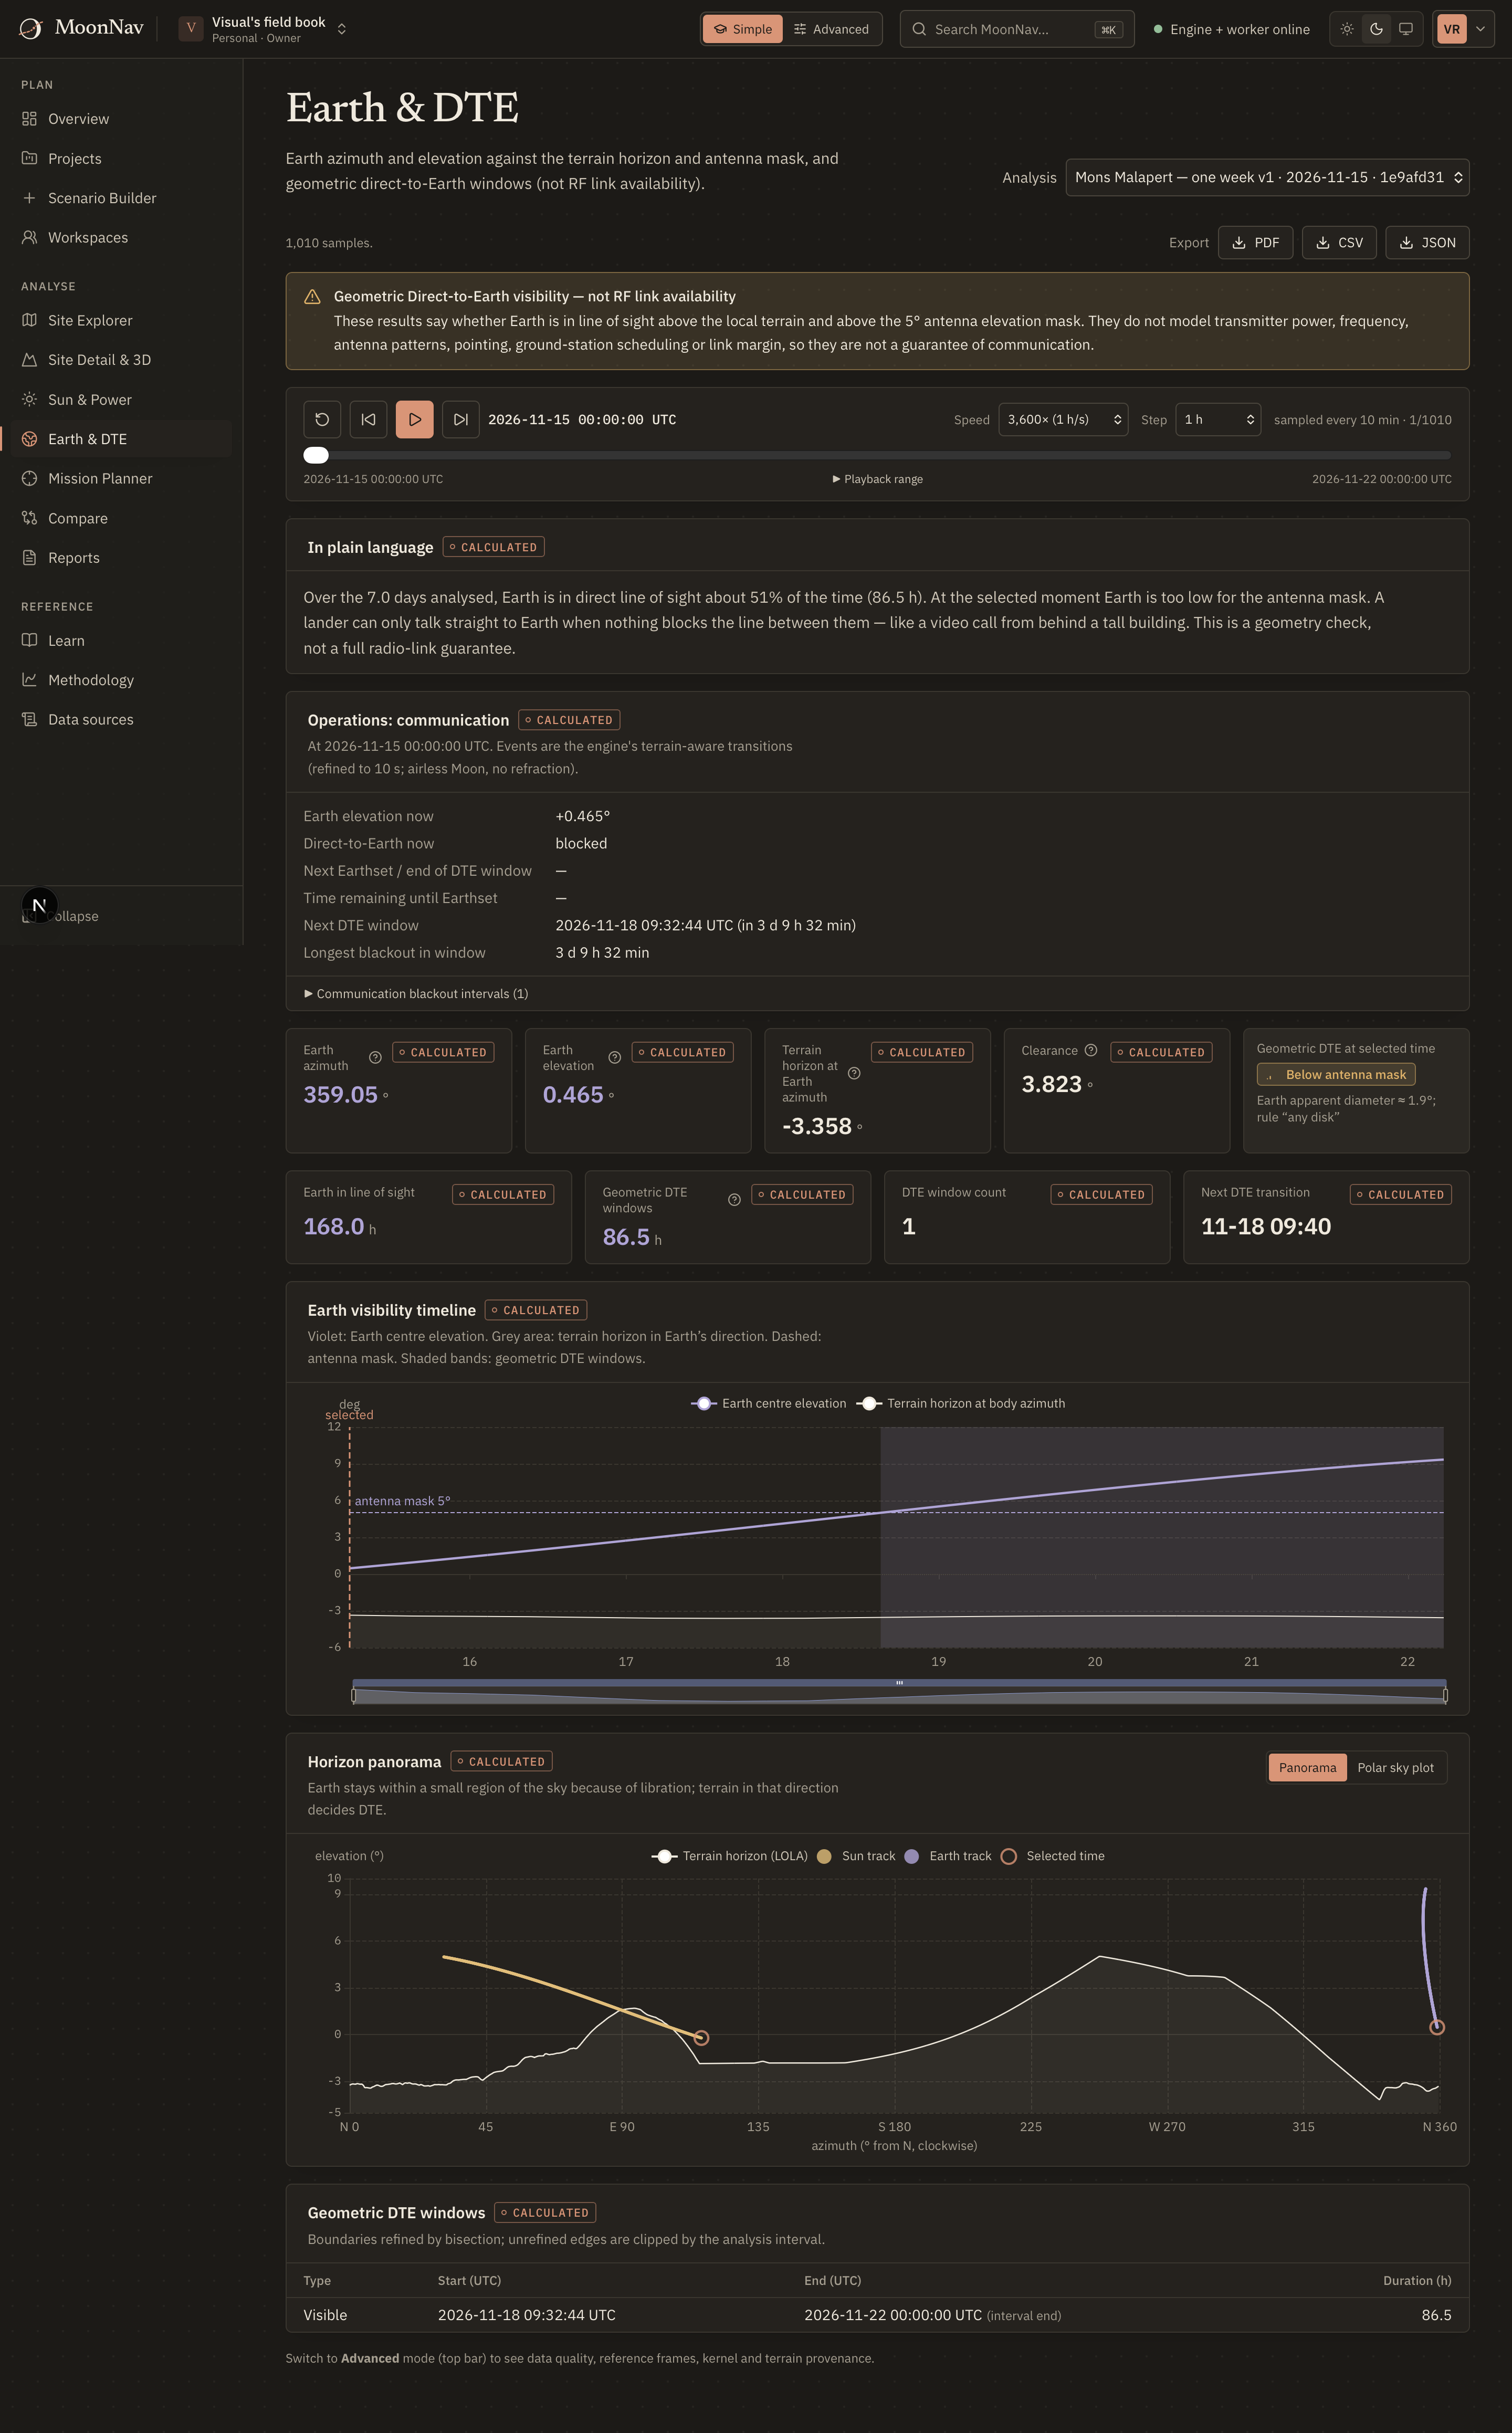 MoonNav
V
Visual's field book
Personal · Owner
Simple
Advanced
Search MoonNav...
⌘K
Engine + worker online
VR
PLAN
Overview
Projects
Scenario Builder
Workspaces
ANALYSE
Site Explorer
Site Detail & 3D
Sun & Power
Earth & DTE
Mission Planner
Compare
Reports
REFERENCE
Learn
Methodology
Data sources
N
ollapse
Earth & DTE
Earth azimuth and elevation against the terrain horizon and antenna mask, and
geometric direct-to-Earth windows (not RF link availability).
Analysis
Mons Malapert — one week v1 · 2026-11-15 · 1e9afd31
1,010 samples.
Export
PDF
CSV
JSON
Geometric Direct-to-Earth visibility — not RF link availability
These results say whether Earth is in line of sight above the local terrain and above the 5° antenna elevation mask. They do not model transmitter power, frequency,
antenna patterns, pointing, ground-station scheduling or link margin, so they are not a guarantee of communication.
2026-11-15 00:00:00 UTC
Speed
3,600× (1 h/s)
Step
1 h
sampled every 10 min · 1/1010
2026-11-15 00:00:00 UTC
Playback range
2026-11-22 00:00:00 UTC
In plain language
CALCULATED
Over the 7.0 days analysed, Earth is in direct line of sight about 51% of the time (86.5 h). At the selected moment Earth is too low for the antenna mask. A
lander can only talk straight to Earth when nothing blocks the line between them — like a video call from behind a tall building. This is a geometry check,
not a full radio-link guarantee.
Operations: communication
CALCULATED
At 2026-11-15 00:00:00 UTC. Events are the engine's terrain-aware transitions
(refined to 10 s; airless Moon, no refraction).
Earth elevation now +0.465°
Direct-to-Earth now blocked
Next Earthset / end of DTE window —
Time remaining until Earthset —
Next DTE window 2026-11-18 09:32:44 UTC (in 3 d 9 h 32 min)
Longest blackout in window 3 d 9 h 32 min
Communication blackout intervals (1)
Earth
azimuth
CALCULATED
359.05 °
Earth
elevation
CALCULATED
0.465 °
Terrain
horizon at
Earth
azimuth
CALCULATED
-3.358 °
Clearance
CALCULATED
3.823 °
Geometric DTE at selected time
Below antenna mask
Earth apparent diameter ≈ 1.9°;
rule “any disk”
Earth in line of sight
CALCULATED
168.0 h
Geometric DTE
windows
CALCULATED
86.5 h
DTE window count
CALCULATED
1
Next DTE transition
CALCULATED
11-18 09:40
Earth visibility timeline
CALCULATED
Violet: Earth centre elevation. Grey area: terrain horizon in Earth’s direction. Dashed:
antenna mask. Shaded bands: geometric DTE windows.
deg
selected
Earth centre elevation
Terrain horizon at body azimuth
12
9
6
antenna mask 5°
3
0
-3
-6
16 17 18 19 20 21 22
Horizon panorama
CALCULATED
Earth stays within a small region of the sky because of libration; terrain in that direction
decides DTE.
Panorama
Polar sky plot
elevation (°)
Terrain horizon (LOLA)
Sun track
Earth track
Selected time
10
9
6
3
0
-3
-5
N 0 45 E 90 135 S 180 225 W 270 315 N 360
azimuth (° from N, clockwise)
Geometric DTE windows
CALCULATED
Boundaries refined by bisection; unrefined edges are clipped by the analysis interval.
Type Start (UTC) End (UTC) Duration (h)
Visible 2026-11-18 09:32:44 UTC 2026-11-22 00:00:00 UTC (interval end) 86.5
Switch to Advanced mode (top bar) to see data quality, reference frames, kernel and terrain provenance.